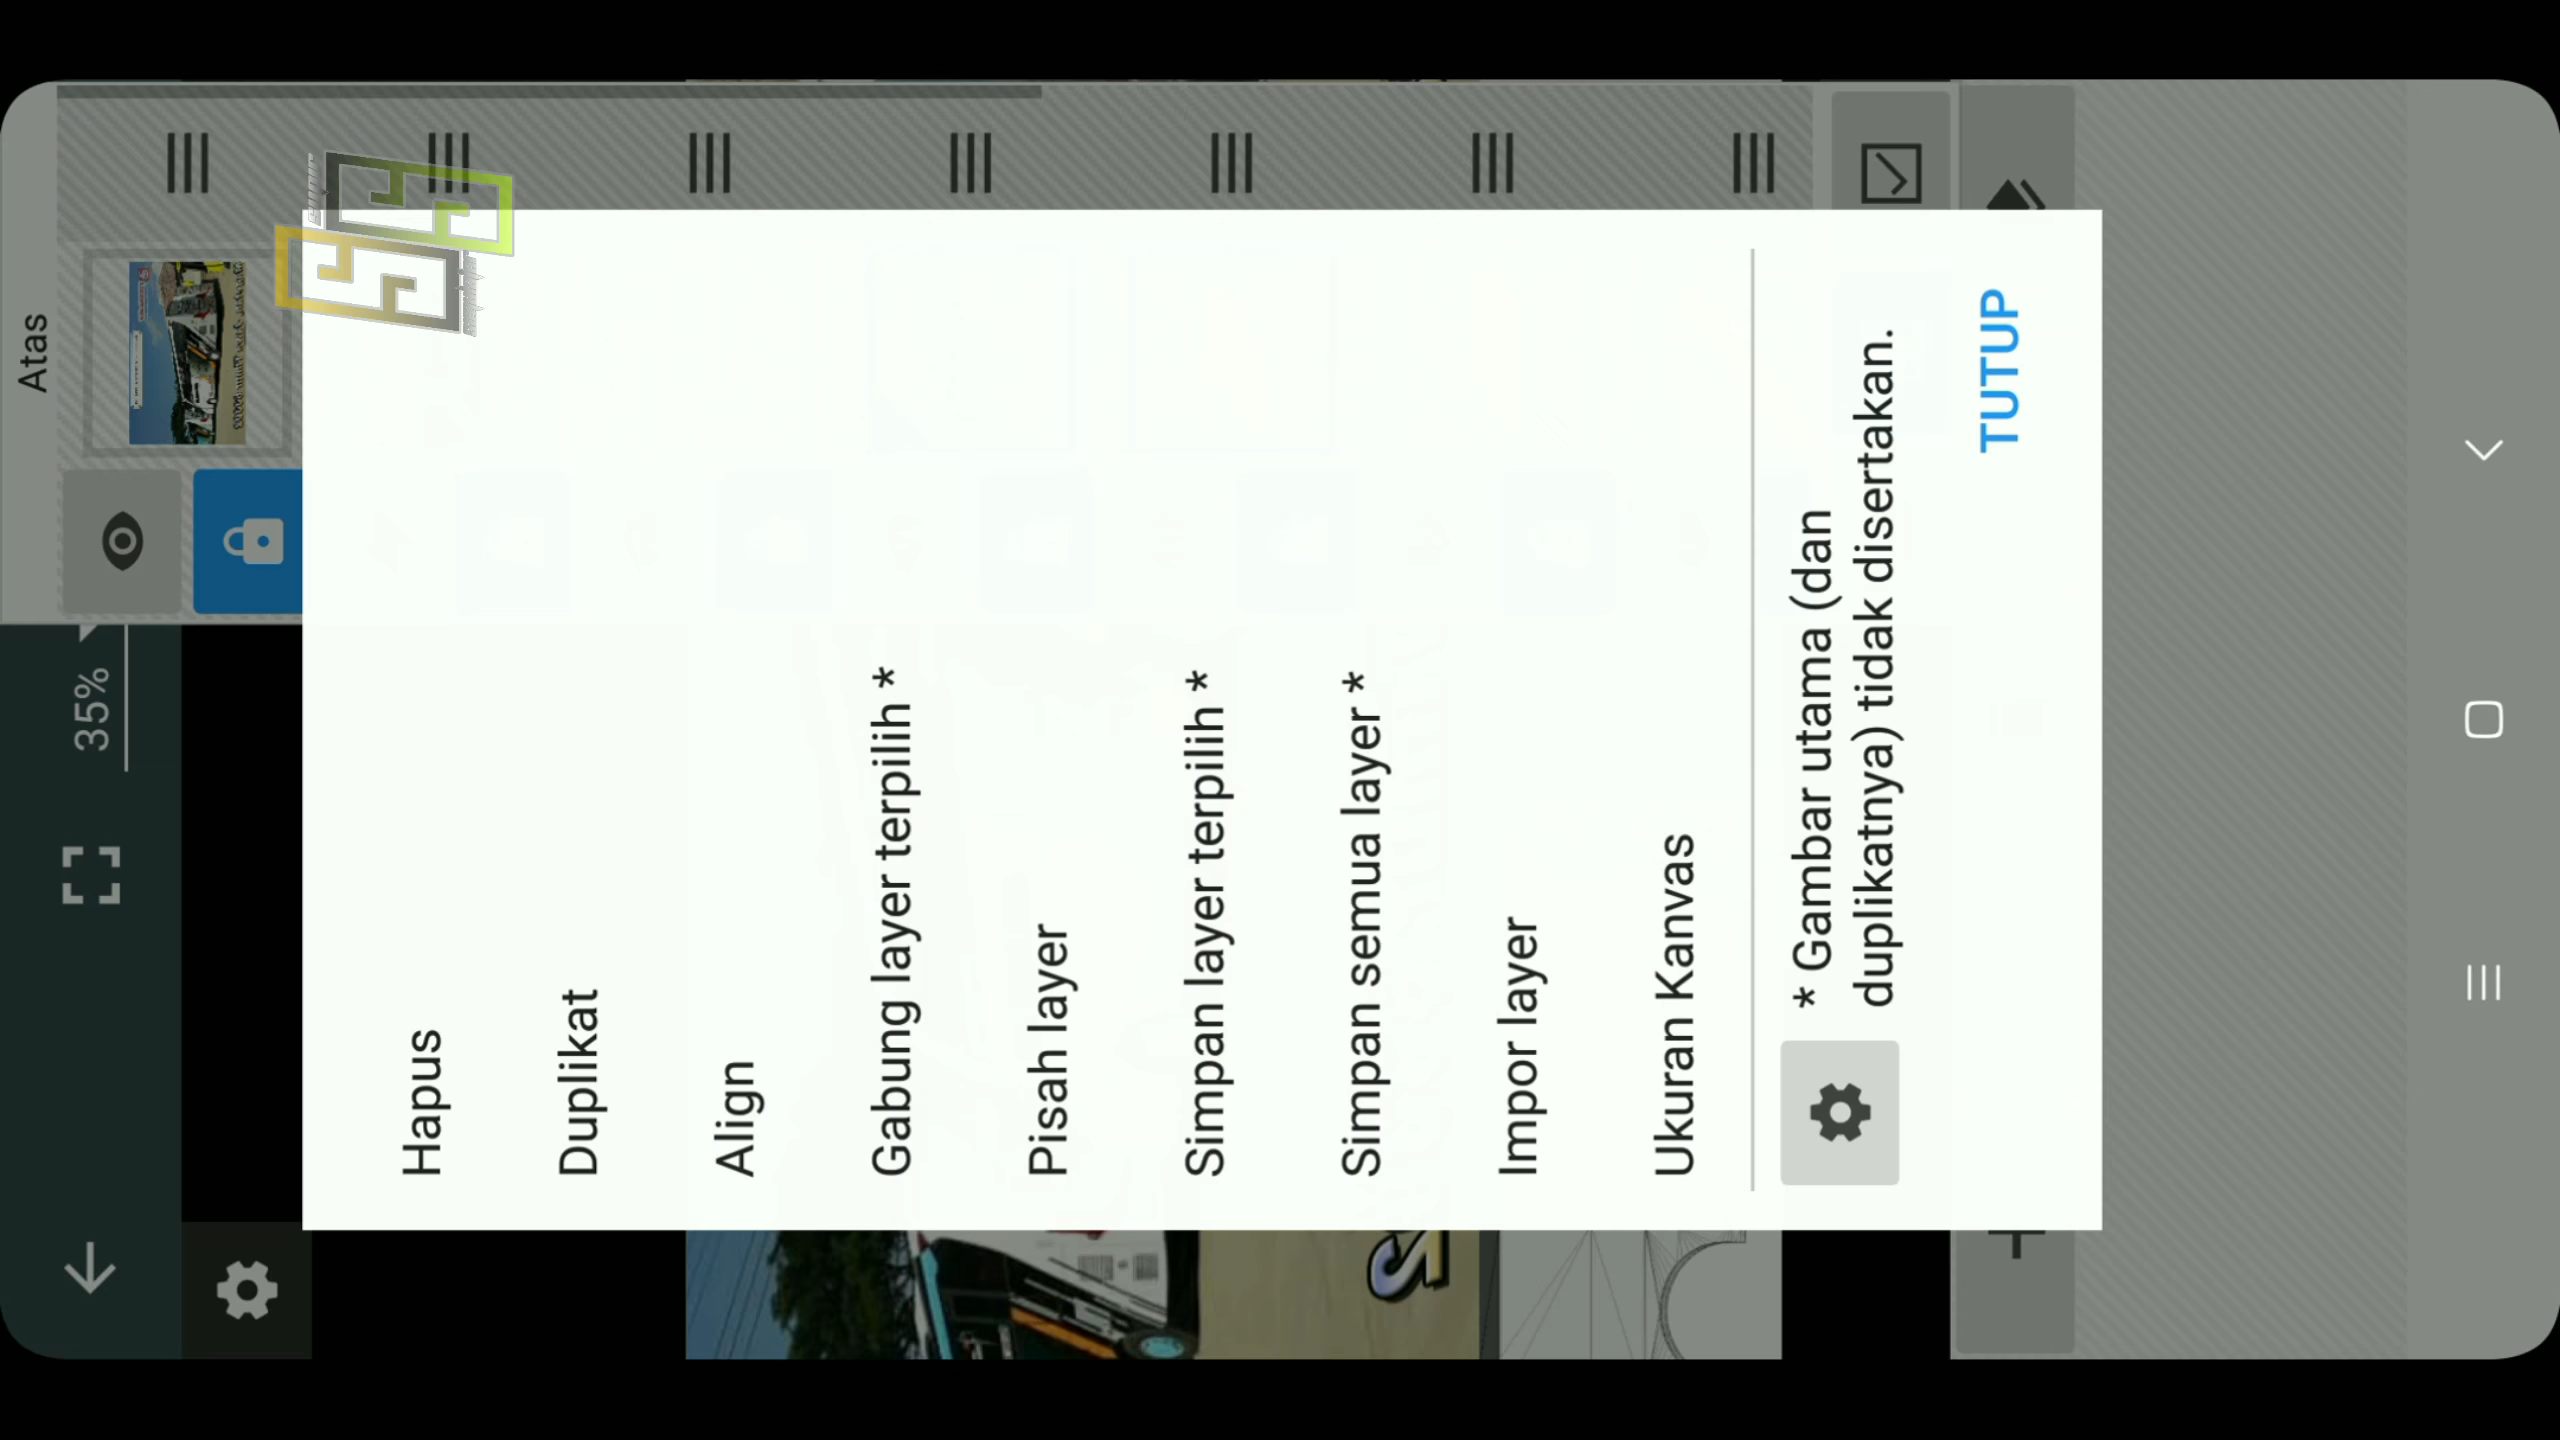 Atas
35%
Hapus
Duplikat
Align
Gabung layer terpilih *
Pisah layer
Simpan layer terpilih *
Simpan semua layer *
Impor layer
Ukuran Kanvas
* Gambar utama (dan
duplikatnya) tidak disertakan.
TUTUP